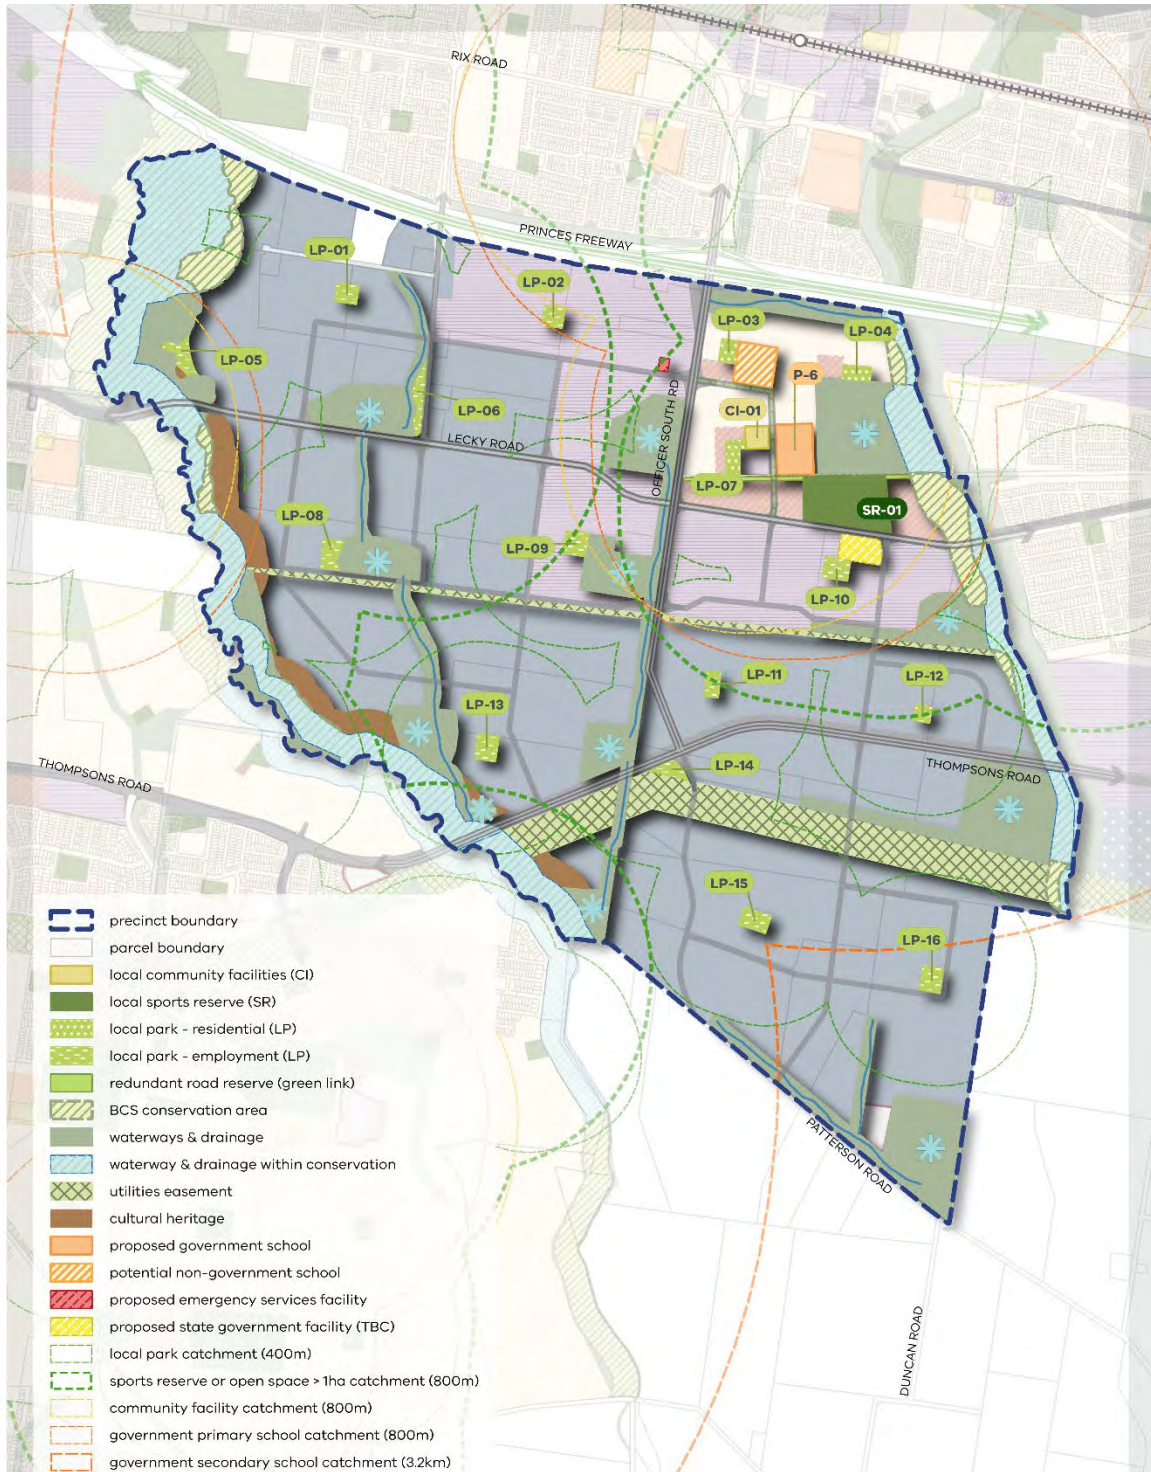 RIX ROAD
PRINCES FREEWAY
LP-01
LP-02
LP-03
LP-04
LP-05
P-6
LP-06
CI-01
LECKY ROAD
OFFICER SOUTH RD
LP-07
SR-01
LP-08
LP-09
LP-10
LP-11
LP-12
LP-13
LP-14
THOMPSONS ROAD
THOMPSONS ROAD
LP-15
LP-16
PATTERSON ROAD
DUNCAN ROAD
precinct boundary
parcel boundary
local community facilities (CI)
local sports reserve (SR)
local park - residential (LP)
local park - employment (LP)
redundant road reserve (green link)
BCS conservation area
waterways & drainage
waterway & drainage within conservation
utilities easement
cultural heritage
proposed government school
potential non-government school
proposed emergency services facility
proposed state government facility (TBC)
local park catchment (400m)
sports reserve or open space > 1ha catchment (800m)
community facility catchment (800m)
government primary school catchment (800m)
government secondary school catchment (3.2km)